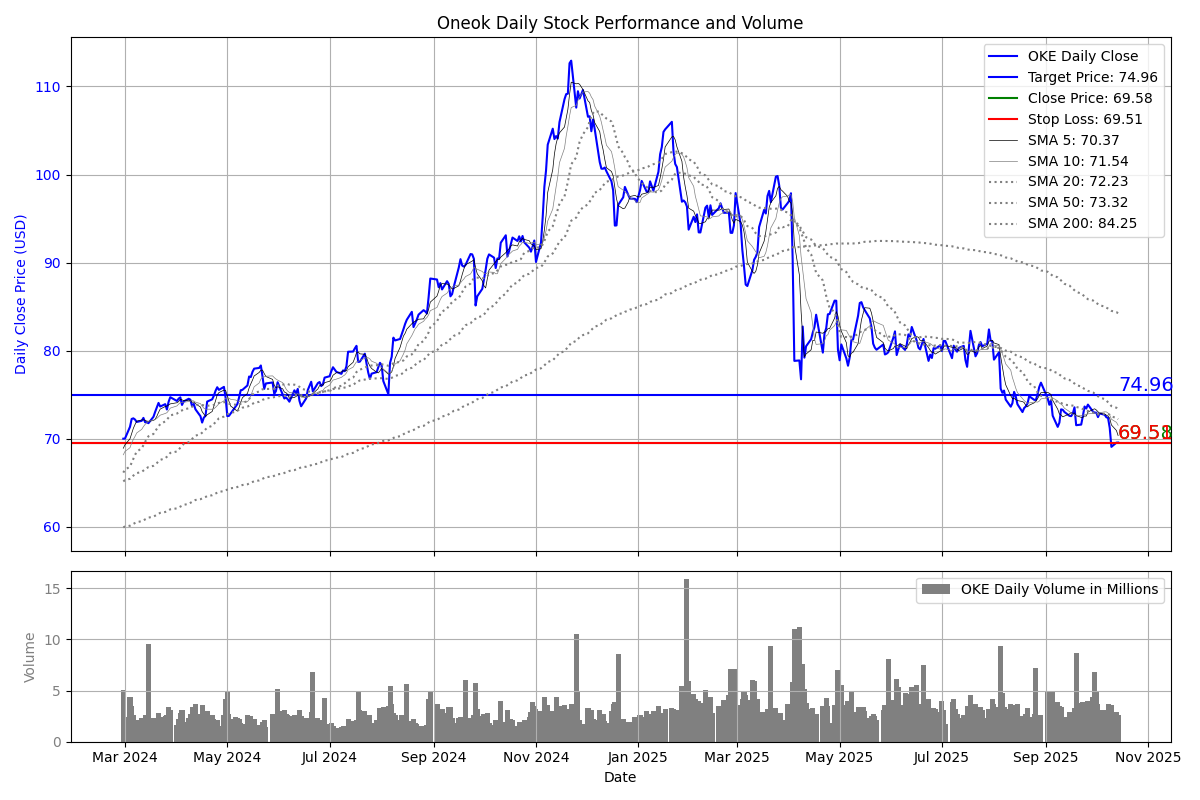 Oneok Daily Stock Performance and Volume
Daily Close Price (USD)
110
100
90
80
70
60
OKE Daily Close
Target Price: 74.96
Close Price: 69.58
Stop Loss: 69.51
SMA 5: 70.37
SMA 10: 71.54
SMA 20: 72.23
SMA 50: 73.32
SMA 200: 84.25
74.96
69.58
69.51
Volume
15
10
5
0
OKE Daily Volume in Millions
Mar 2024
May 2024
Jul 2024
Sep 2024
Nov 2024
Jan 2025
Mar 2025
May 2025
Jul 2025
Sep 2025
Nov 2025
Date